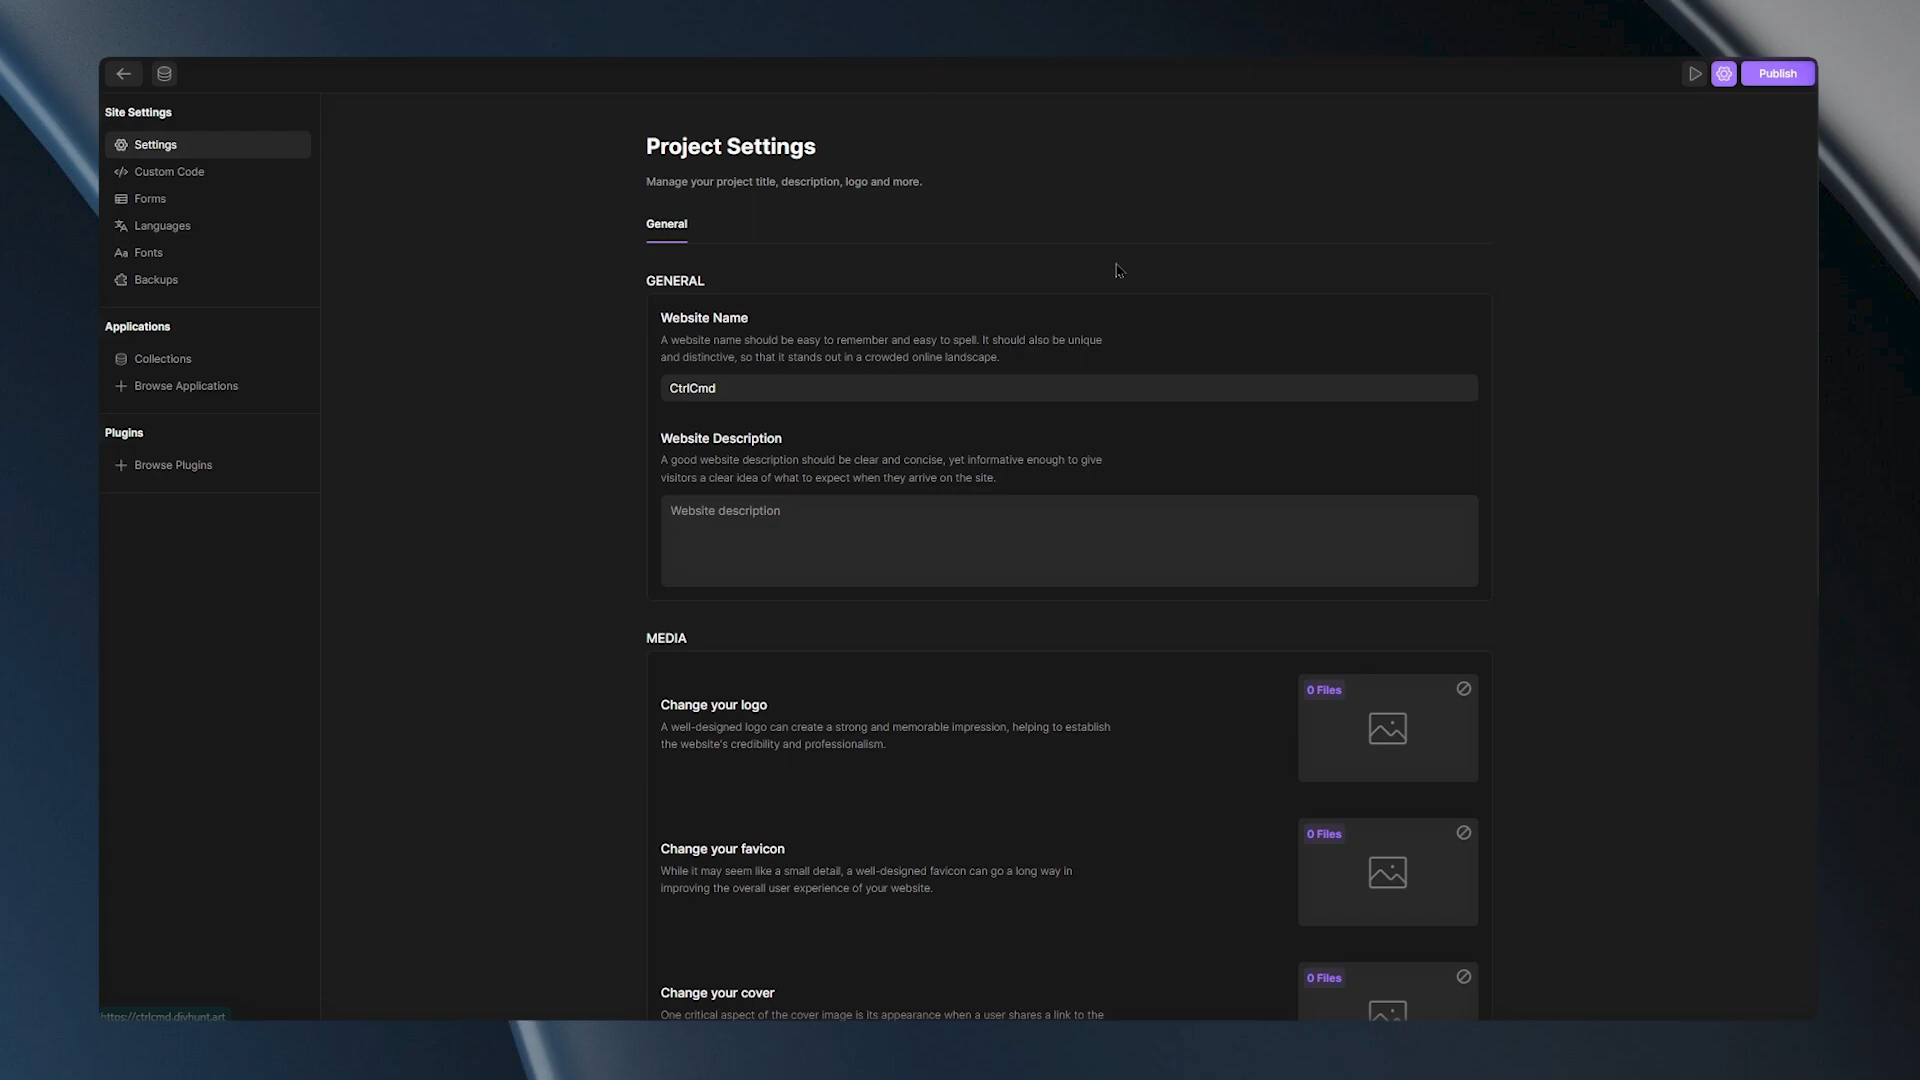 Publish
Site Settings
Settings
Custom Code
Forms
Languages
Aa Fonts
Backups
Applications
Collections
Browse Applications
Plugins
Browse Plugins
Project Settings
Manage your project title, description, logo and more.
General
GENERAL
Website Name
A website name should be easy to remember and easy to spell. It should also be unique
and distinctive, so that it stands out in a crowded online landscape.
CtrlCmd
Website Description
A good website description should be clear and concise, yet informative enough to give
visitors a clear idea of what to expect when they arrive on the site.
Website description
MEDIA
0 Files
Change your logo
A well-designed logo can create a strong and memorable impression, helping to establish
the website's credibility and professionalism.
0 Files
Change your favicon
While it may seem like a small detail, a well-designed favicon can go a long way in
improving the overall user experience of your website.
0 Files
Change your cover
One critical aspect of the cover image is its appearance when a user shares a link to the
https://ctrlcmd.divhunt.art